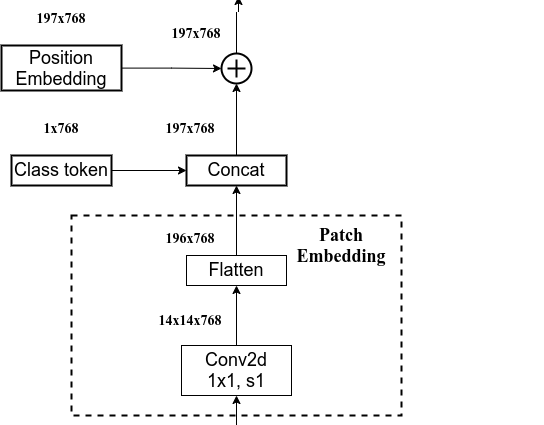 197x768
197x768
Position
Embedding
1x768
197x768
Class token
Concat
196x768
Patch
Embedding
Flatten
14x14x768
Conv2d
1x1, s1